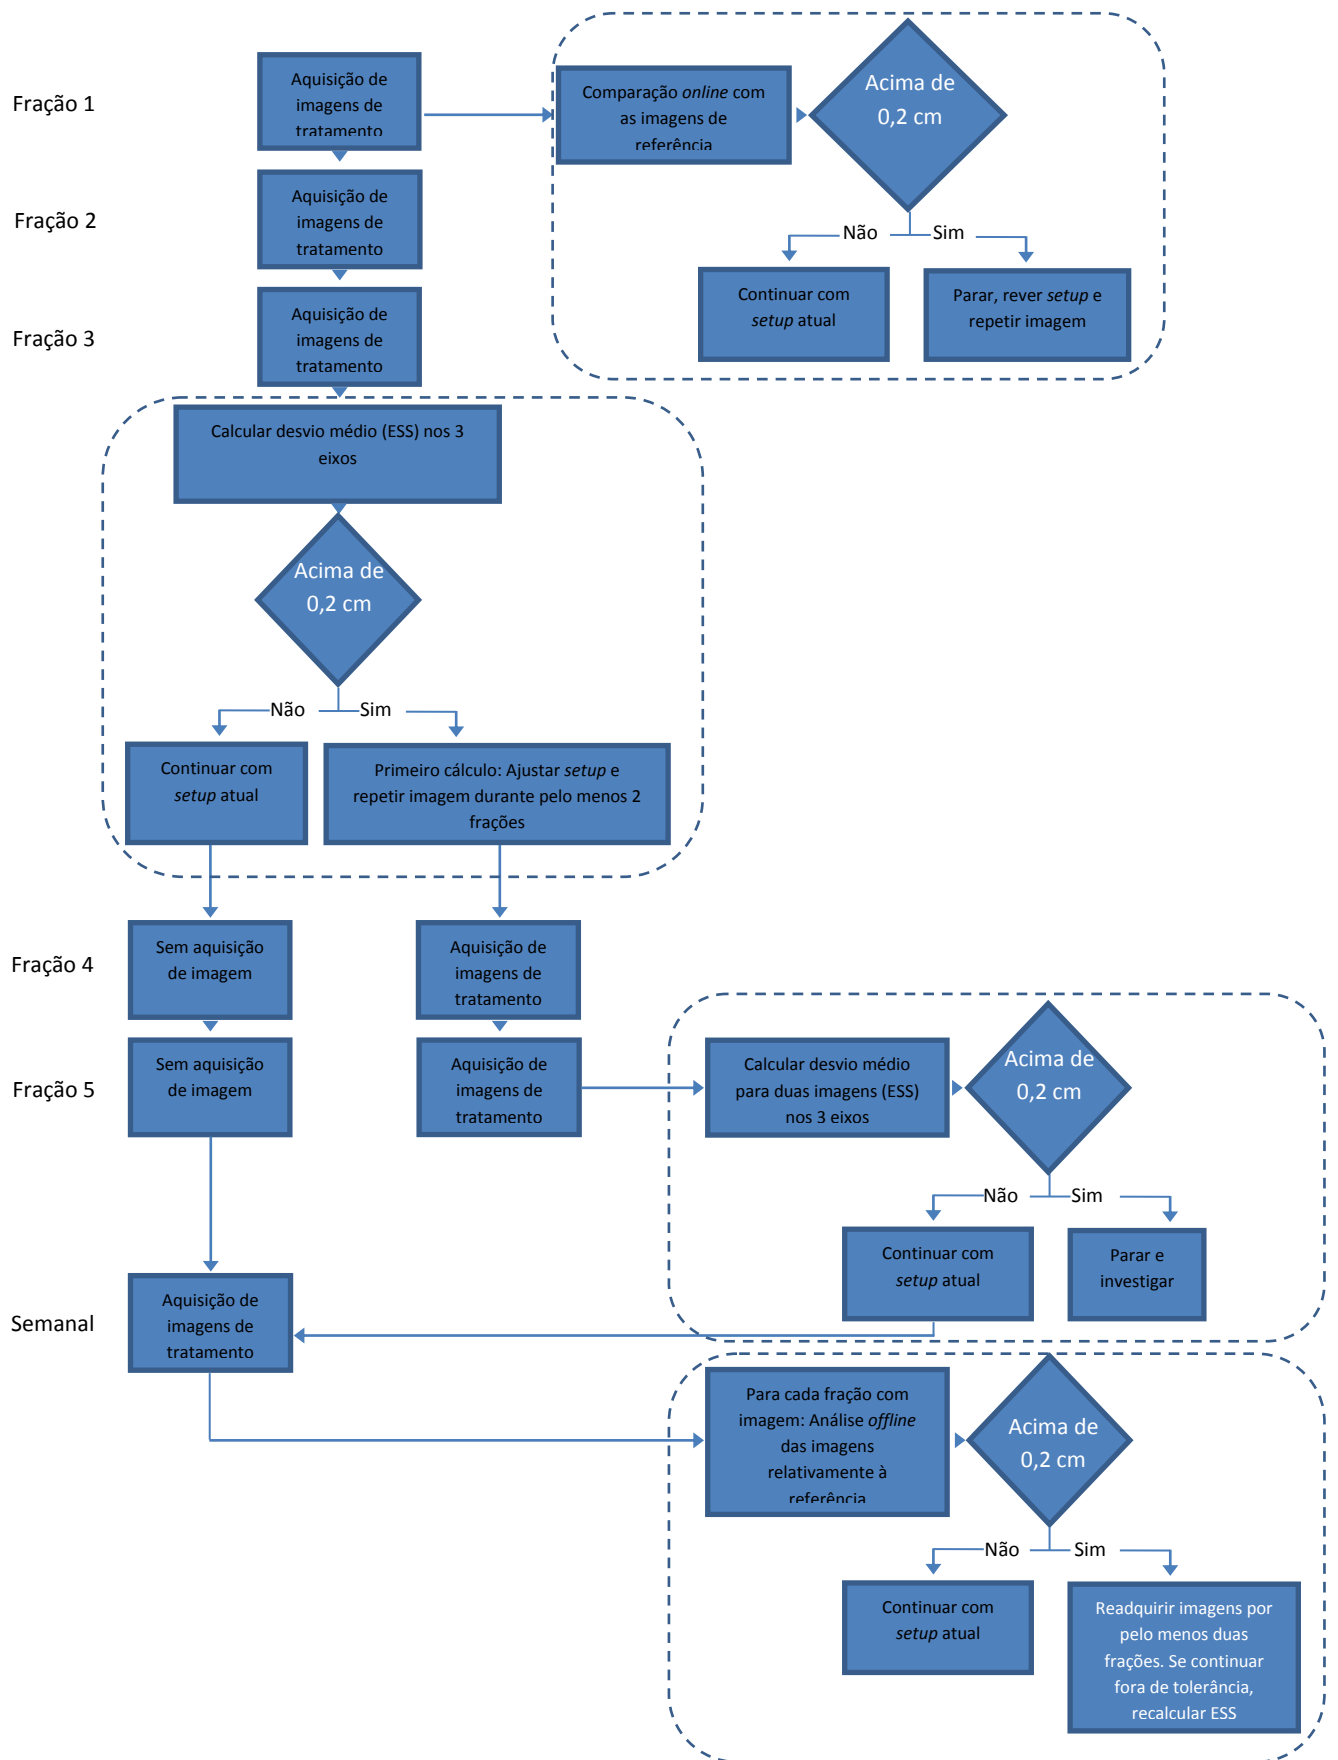 Fração 1
Aquisição de
imagens de
tratamento
Comparação online com
as imagens de
referência
Acima de
0,2 cm
Não
Sim
Continuar com
setup atual
Parar, rever setup e
repetir imagem
Fração 2
Aquisição de
imagens de
tratamento
Fração 3
Aquisição de
imagens de
tratamento
Calcular desvio médio (ESS) nos 3
eixos
Acima de
0,2 cm
Não
Sim
Continuar com
setup atual
Primeiro cálculo: Ajustar setup e
repetir imagem durante pelo menos 2
frações
Fração 4
Sem aquisição
de imagem
Aquisição de
imagens de
tratamento
Fração 5
Sem aquisição
de imagem
Aquisição de
imagens de
tratamento
Calcular desvio médio
para duas imagens (ESS)
nos 3 eixos
Acima de
0,2 cm
Não
Sim
Continuar com
setup atual
Parar e
investigar
Semanal
Aquisição de
imagens de
tratamento
Para cada fração com
imagem: Análise offline
das imagens
relativamente à
referência
Acima de
0,2 cm
Não
Sim
Continuar com
setup atual
Readquirir imagens por
pelo menos duas
frações. Se continuar
fora de tolerância,
recalcular ESS